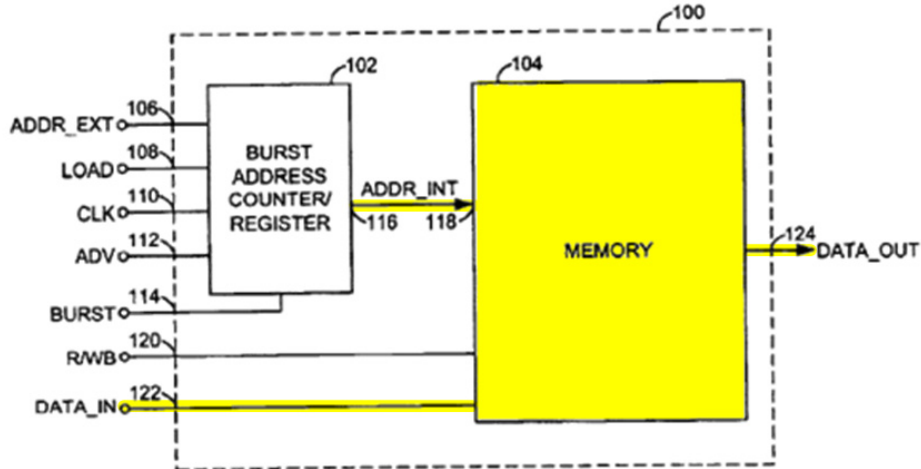 100
102
104
106
ADDR_EXT
108
LOAD
110
CLK
112
ADV
114
BURST
120
R/WB
122
DATA_IN
BURST
ADDRESS
COUNTER/
REGISTER
ADDR_INT
116
118
MEMORY
124
DATA_OUT